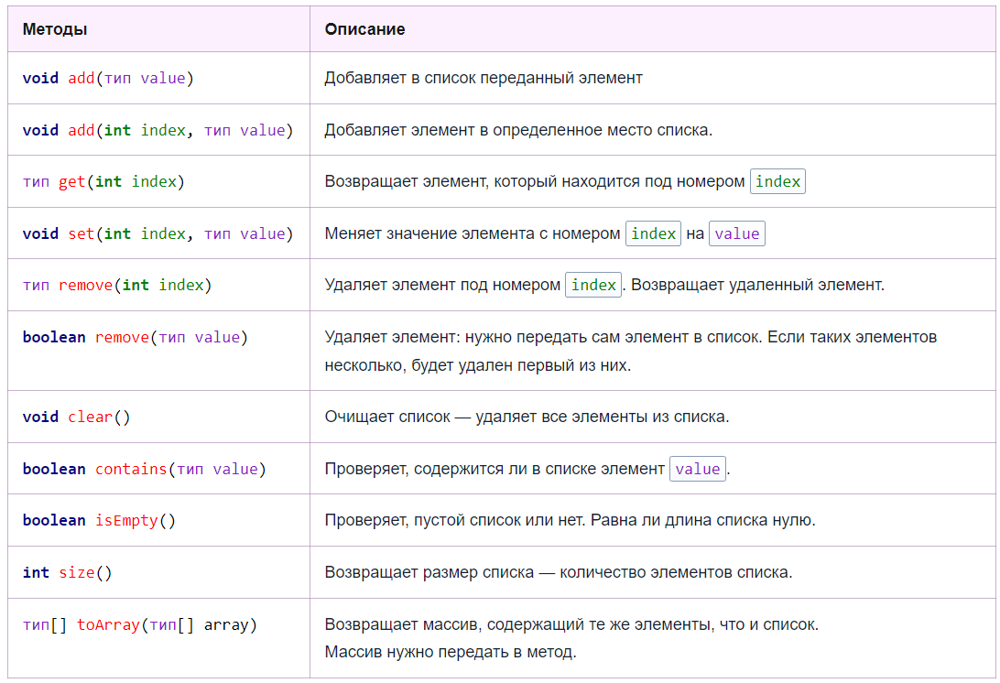 Методы Описание
void add(тип value) Добавляет в список переданный элемент
void add(int index, тип value) Добавляет элемент в определенное место списка.
тип get(int index) Возвращает элемент, который находится под номером index
void set(int index, тип value) Меняет значение элемента с номером index на value
тип remove(int index) Удаляет элемент под номером index. Возвращает удаленный элемент.
boolean remove(тип value) Удаляет элемент: нужно передать сам элемент в список. Если таких элементов
несколько, будет удален первый из них.
void clear() Очищает список — удаляет все элементы из списка.
boolean contains(тип value) Проверяет, содержится ли в списке элемент value.
boolean isEmpty() Проверяет, пустой список или нет. Равна ли длина списка нулю.
int size() Возвращает размер списка — количество элементов списка.
тип[] toArray(тип[] array) Возвращает массив, содержащий те же элементы, что и список.
Массив нужно передать в метод.